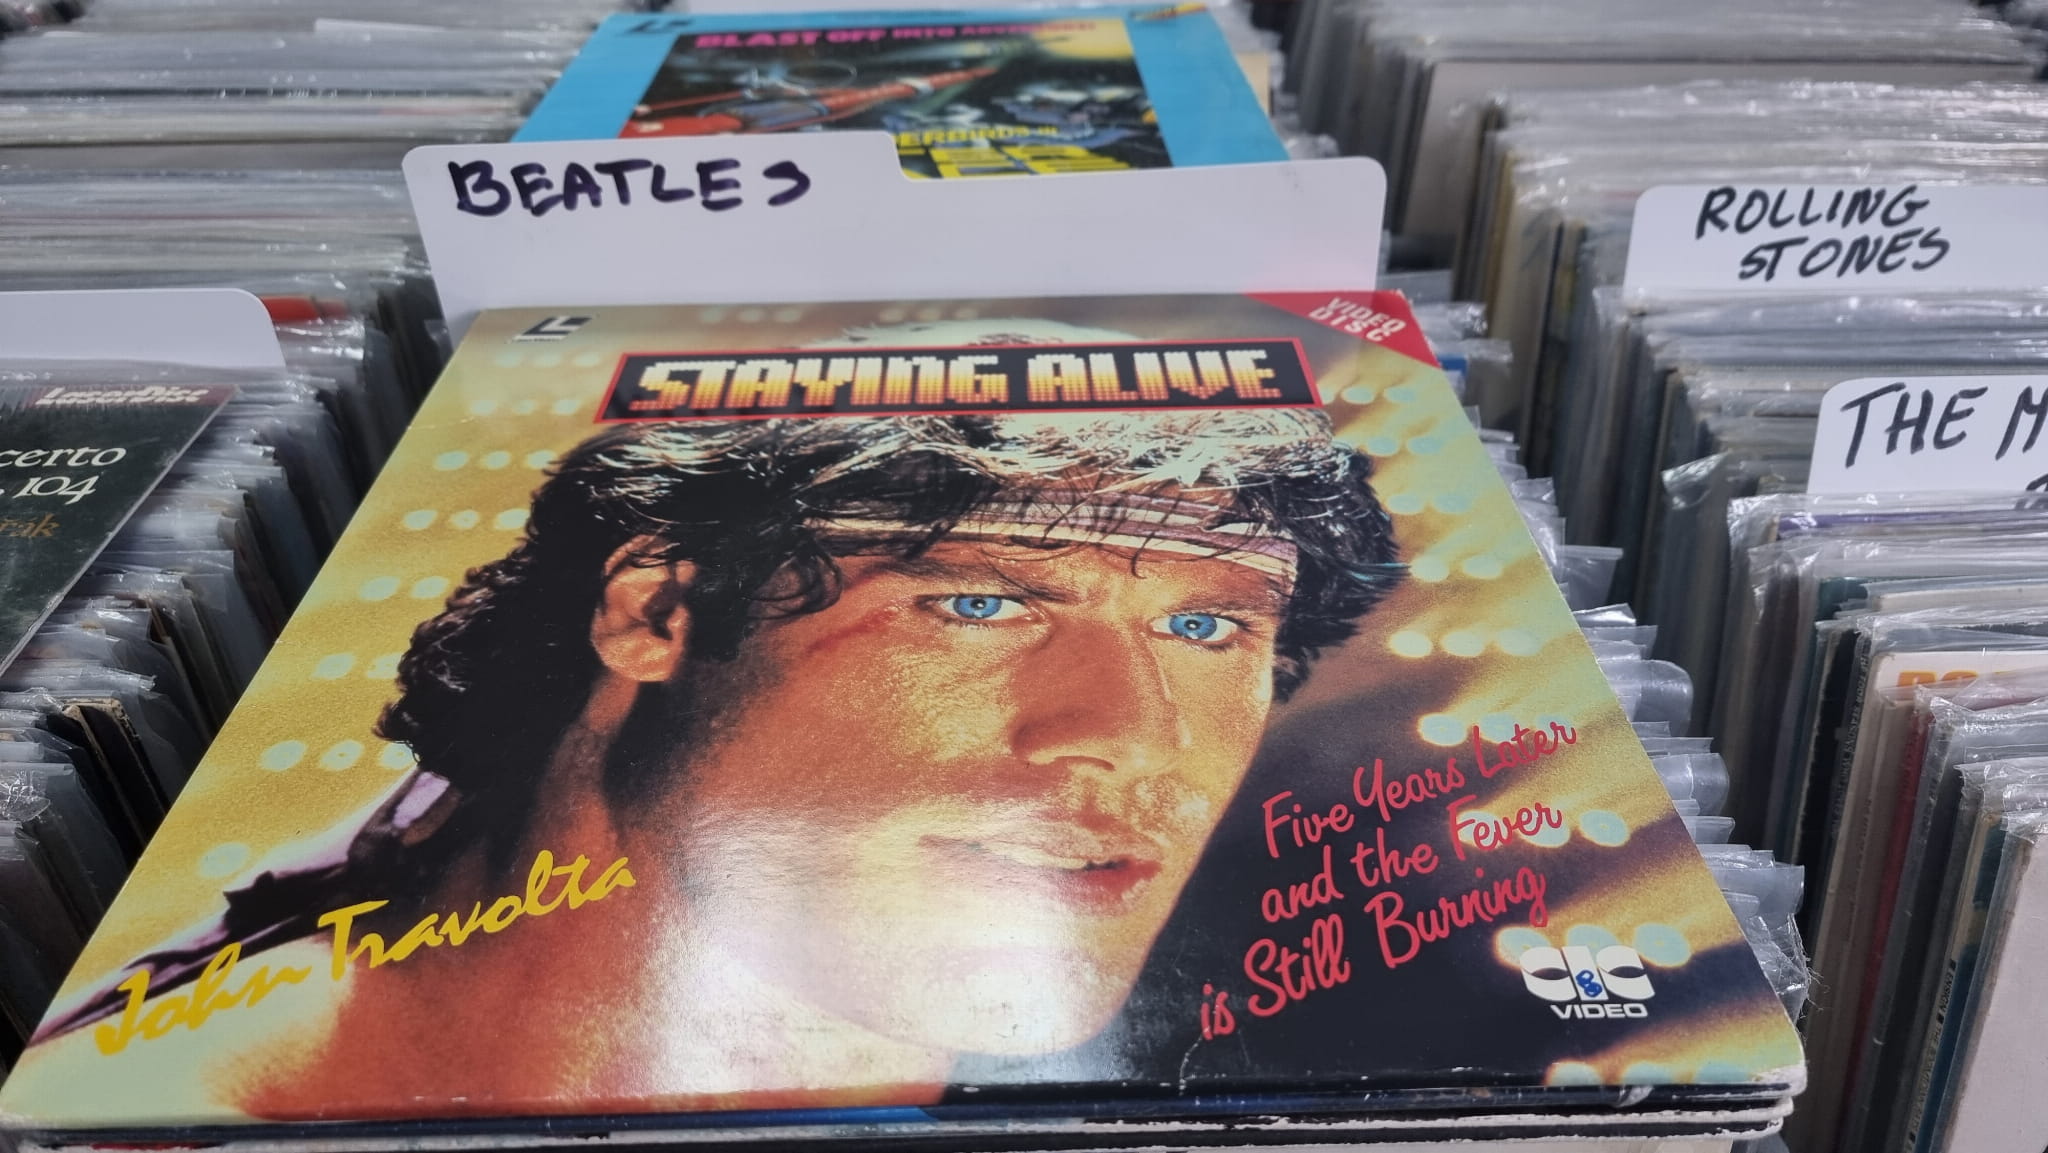 BLAST OFF INTO ADVENTURE!
BEATLES
ROLLING
STONES
THE
LaserDisc
certo
104
VIDEO
DISC
STAYING ALIVE
Five Years Later
and the Fever
is Still Burning
John Travolta
CIC
8
VIDEO